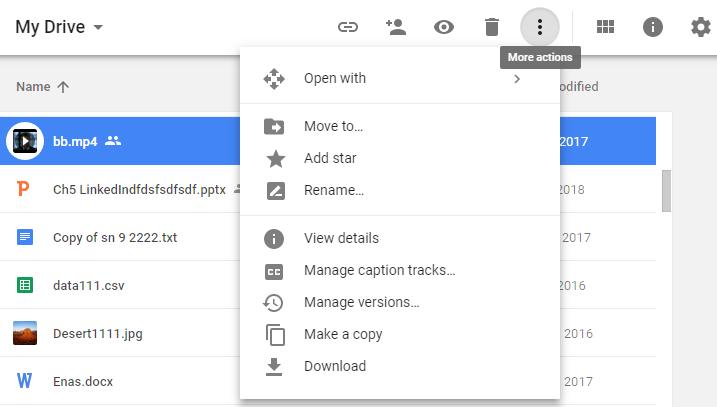 My Drive
More actions
Name
odified
Open with
bb.mp4
2017
Move to...
Add star
Ch5 LinkedIndfdsfsdfsdf.pptx
2018
Rename...
Copy of sn 9 2222.txt
View details
2017
data111.csv
CC
Manage caption tracks...
2016
Manage versions...
Desert1111.jpg
Make a copy
2016
Download
W
Enas.docx
2017
P